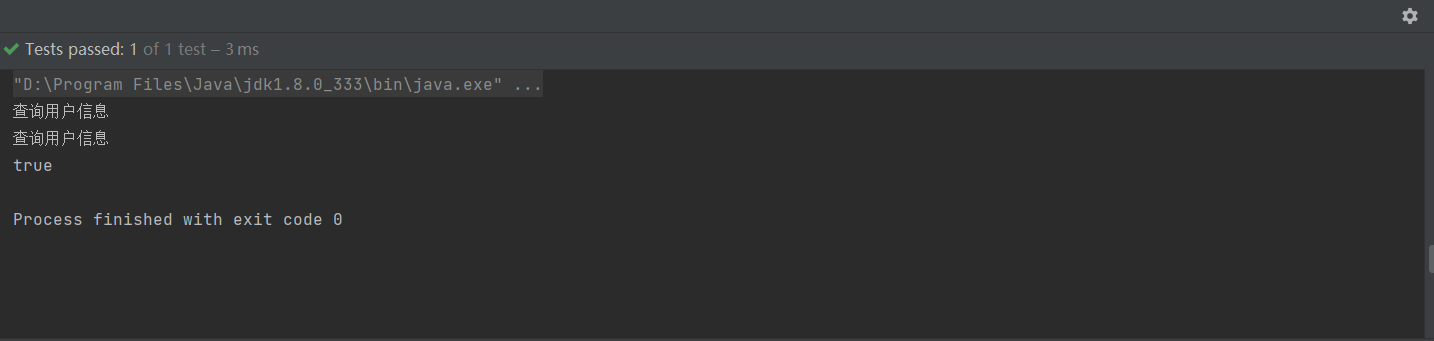 Tests passed: 1 of 1 test – 3 ms
"D:\Program Files\Java\jdk1.8.0_333\bin\java.exe" ...
查询用户信息
查询用户信息
true
Process finished with exit code 0